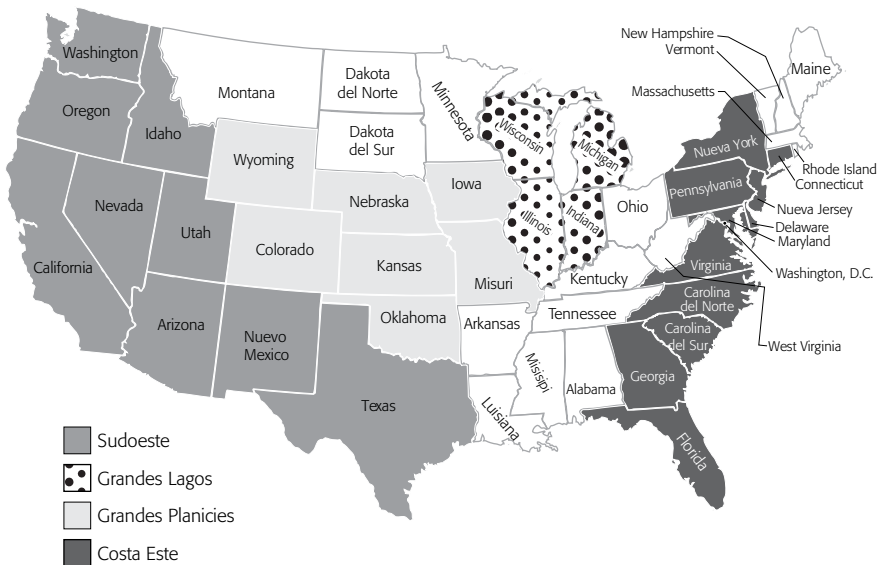 Washington
Oregon
Idaho
Montana
Dakota
del Norte
Dakota
del Sur
Minnesota
Wisconsin
Michigan
New Hampshire
Vermont
Massachusetts
Maine
Nueva York
Rhode Island
Connecticut
Pennsylvania
Nueva Jersey
Delaware
Maryland
Washington, D.C.
West Virginia
Wyoming
Nebraska
Iowa
Illinois
Indiana
Ohio
Nevada
Utah
Colorado
Kansas
Misuri
Kentucky
Virginia
California
Arizona
Nuevo
Mexico
Oklahoma
Arkansas
Tennessee
Carolina
del Norte
Carolina
del Sur
Texas
Luisiana
Misisipi
Alabama
Georgia
Florida
Sudoeste
Grandes Lagos
Grandes Planicies
Costa Este